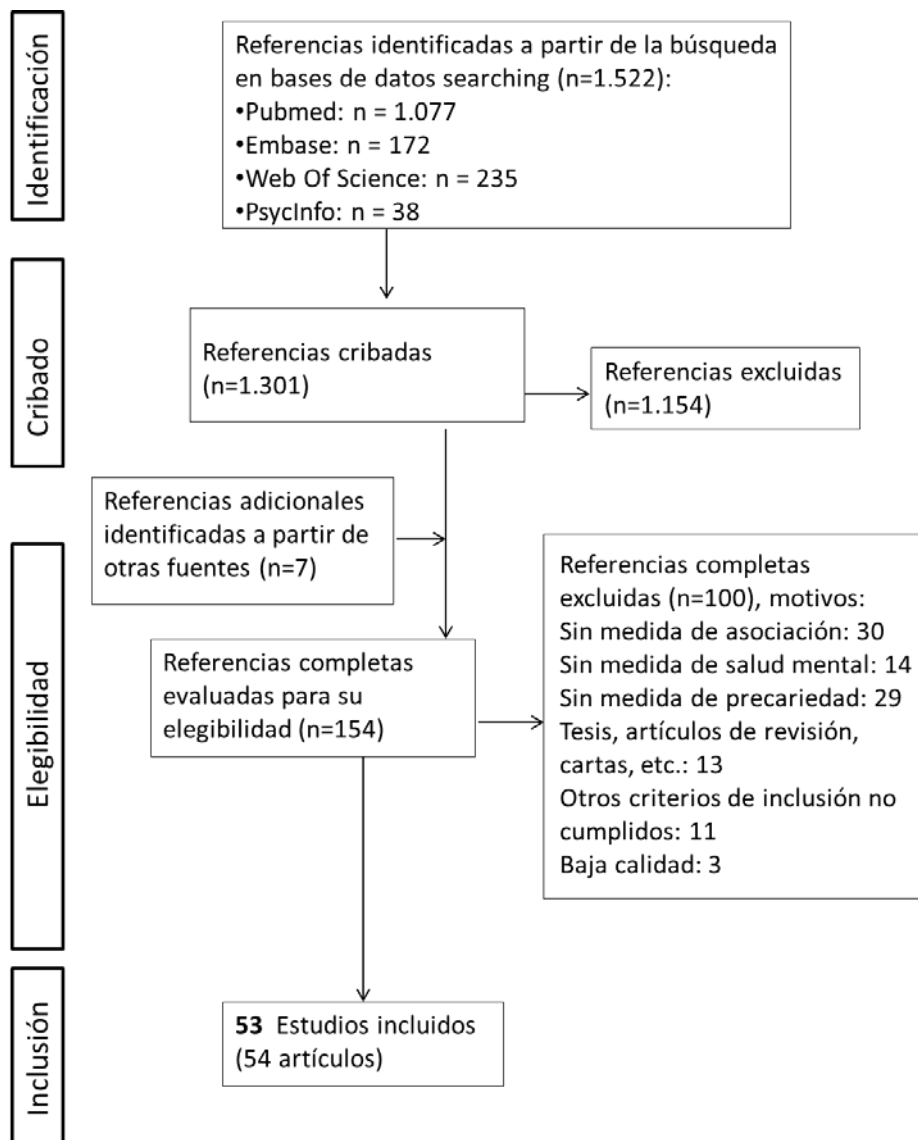 Identificación
Referencias identificadas a partir de la búsqueda
en bases de datos searching (n=1.522):
•Pubmed: n = 1.077
•Embase: n = 172
•Web Of Science: n = 235
•PsycInfo: n = 38
Cribado
Referencias cribadas
(n=1.301)
Referencias excluidas
(n=1.154)
Referencias adicionales
identificadas a partir de
otras fuentes (n=7)
Elegibilidad
Referencias completas
evaluadas para su
elegibilidad (n=154)
Referencias completas
excluidas (n=100), motivos:
Sin medida de asociación: 30
Sin medida de salud mental: 14
Sin medida de precariedad: 29
Tesis, artículos de revisión,
cartas, etc.: 13
Otros criterios de inclusión no
cumplidos: 11
Baja calidad: 3
Inclusión
53 Estudios incluidos
(54 artículos)